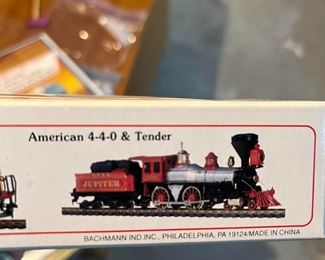 American 4-4-0 & Tender
JUPITER
BACHMANN IND. INC., PHILADELPHIA, PA 19124/MADE IN CHINA